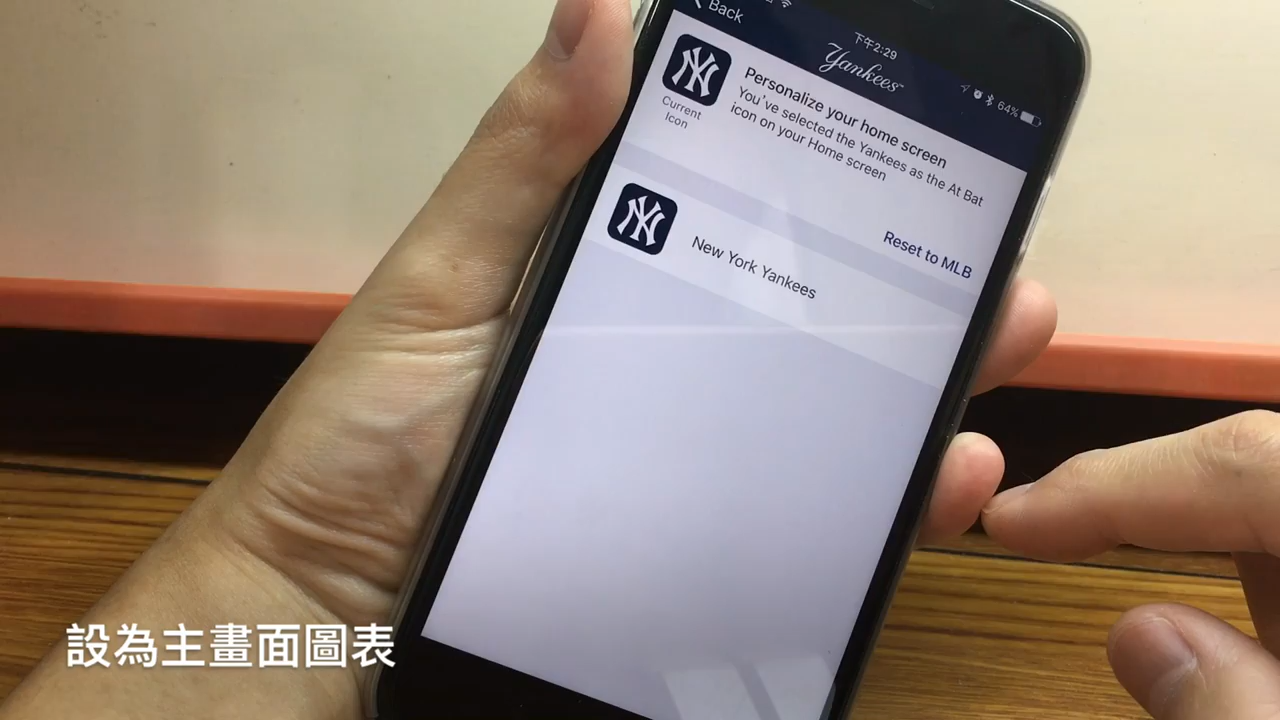 Back
下午2:29
64%
Yankees
Personalize your home screen
You've selected the Yankees as the At Bat
icon on your Home screen
Current
Icon
Reset to MLB
NY
New York Yankees
設為主畫面圖表